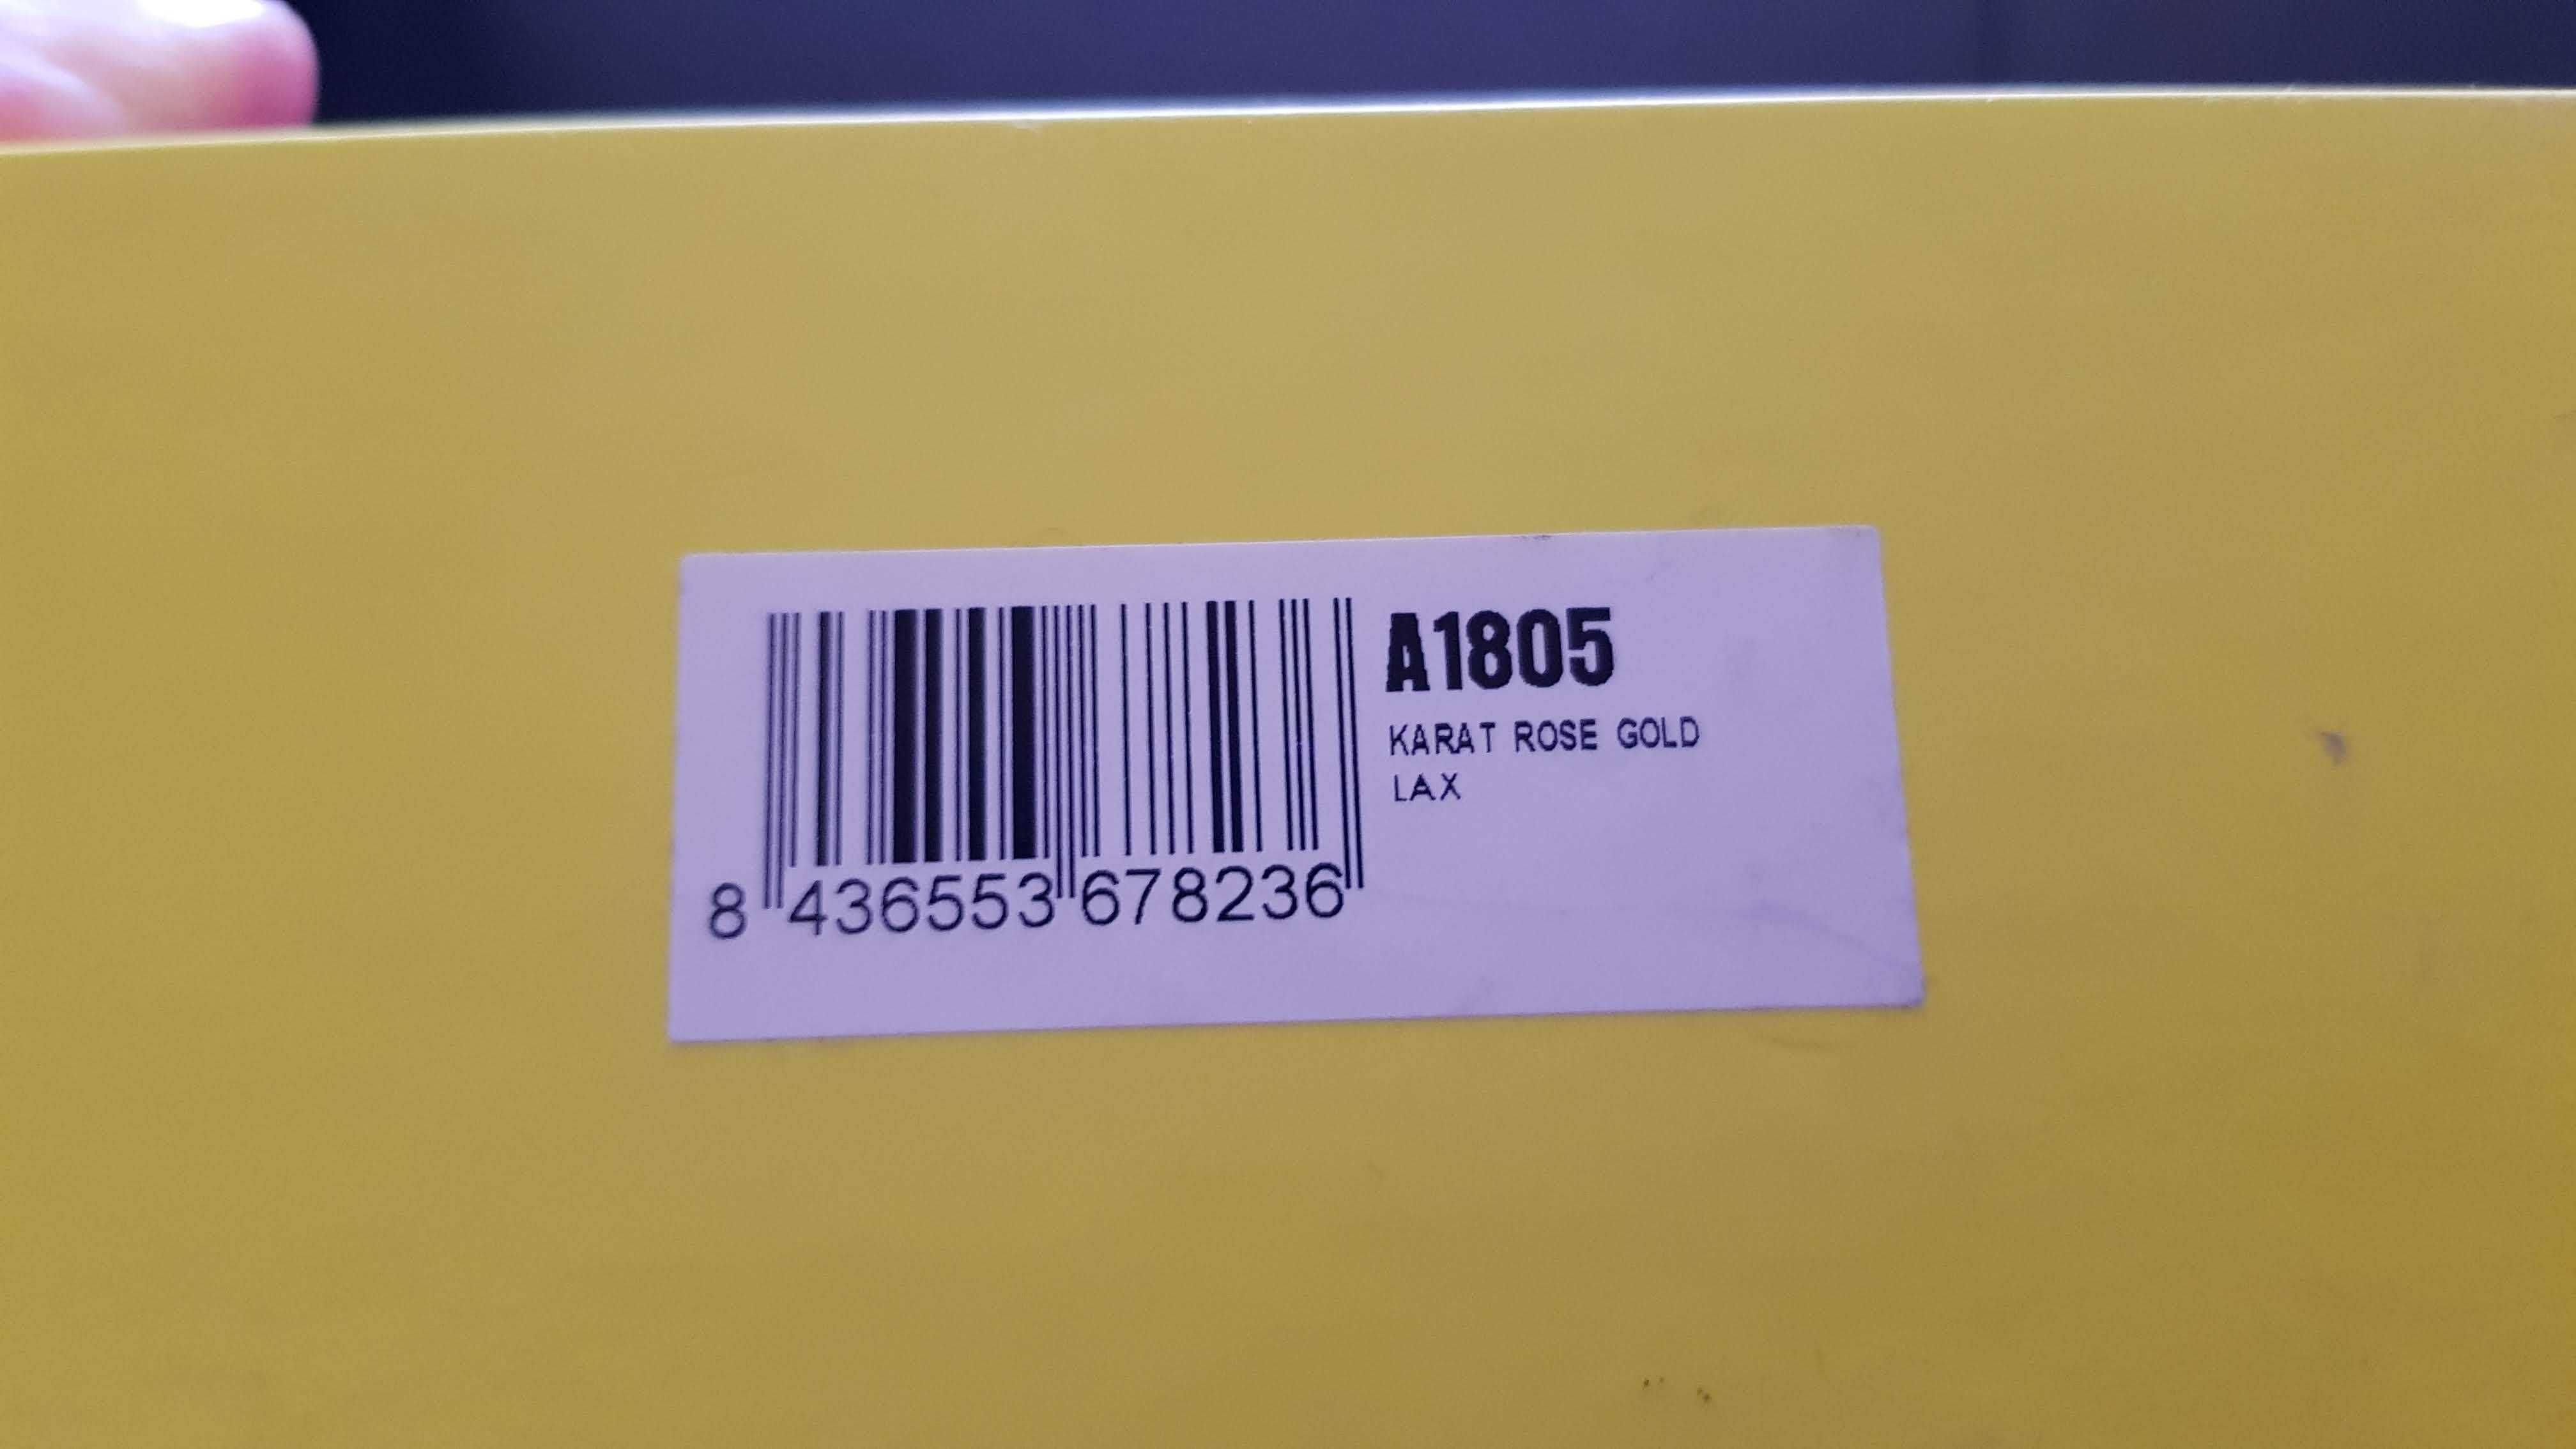 A1805
KARAT ROSE GOLD
LAX
8 436553 678236